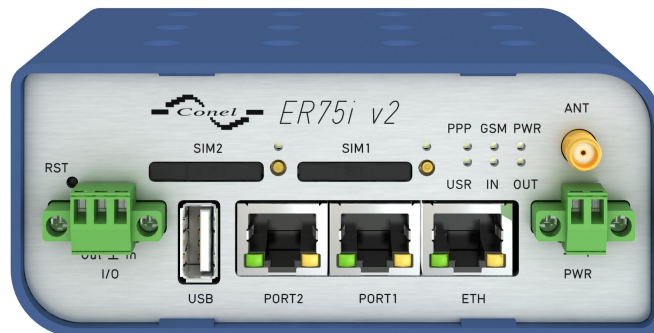 Conel ER75i v2
ANT
PPP GSM PWR
SIM2
SIM1
RST
USR IN OUT
Out ⊥ In
I/O
PWR
USB
PORT2
PORT1
ETH